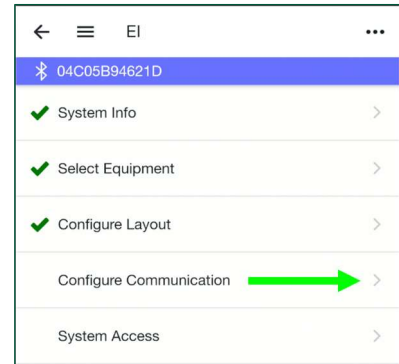 EI
04C05B94621D
System Info
Select Equipment
Configure Layout
Configure Communication
System Access